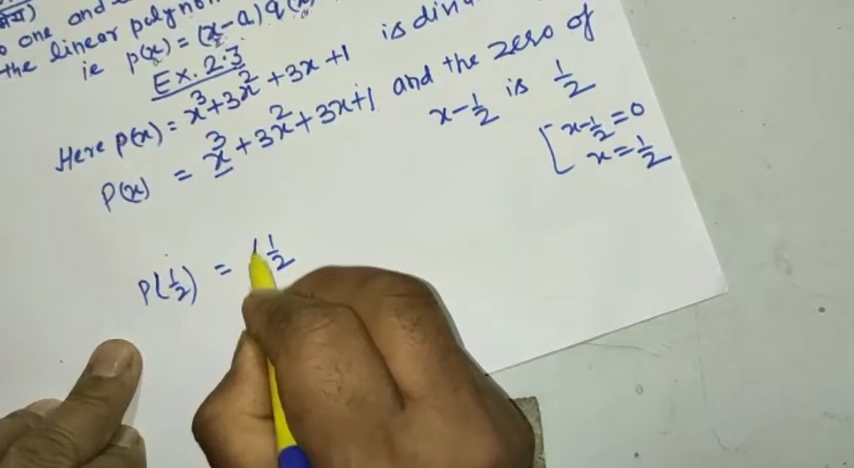 one and
the linear polynom
ie p(x) = (x-a) q(x)
Ex. 2.3
Here p(x) = x³+3x²+3x+1 is divi
P(x) = x³+3x²+3x+1 and the zero of
x-1/2 is 1/2
[x-1/2=0
x=1/2
P(1/2) = (1/2